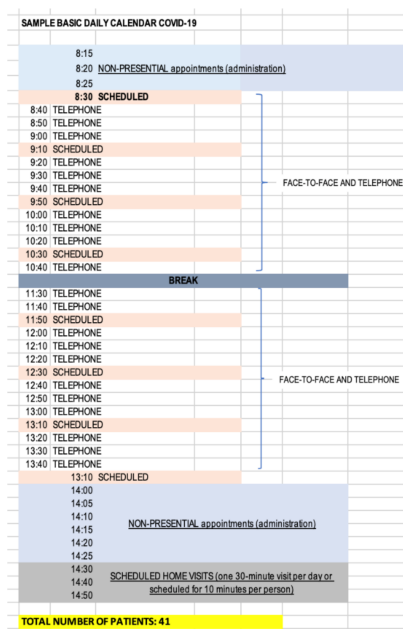 SAMPLE BASIC DAILY CALENDAR COVID-19
8:15
8:20 NON-PRESENTIAL appointments (administration)
8:25
8:30 SCHEDULED
8:40 TELEPHONE
8:50 TELEPHONE
9:00 TELEPHONE
9:10 SCHEDULED
9:20 TELEPHONE
9:30 TELEPHONE
FACE-TO-FACE AND TELEPHONE
9:40 TELEPHONE
9:50 SCHEDULED
10:00 TELEPHONE
10:10 TELEPHONE
10:20 TELEPHONE
10:30 SCHEDULED
10:40 TELEPHONE
BREAK
11:30 TELEPHONE
11:40 TELEPHONE
11:50 SCHEDULED
12:00 TELEPHONE
12:10 TELEPHONE
12:20 TELEPHONE
12:30 SCHEDULED
FACE-TO-FACE AND TELEPHONE
12:40 TELEPHONE
12:50 TELEPHONE
13:00 TELEPHONE
13:10 SCHEDULED
13:20 TELEPHONE
13:30 TELEPHONE
13:40 TELEPHONE
13:10 SCHEDULED
14:00
14:05
14:10
NON-PRESENTIAL appointments (administration)
14:15
14:20
14:25
14:30
SCHEDULED HOME VISITS (one 30-minute visit per day or
14:40
scheduled for 10 minutes per person)
14:50
TOTAL NUMBER OF PATIENTS: 41